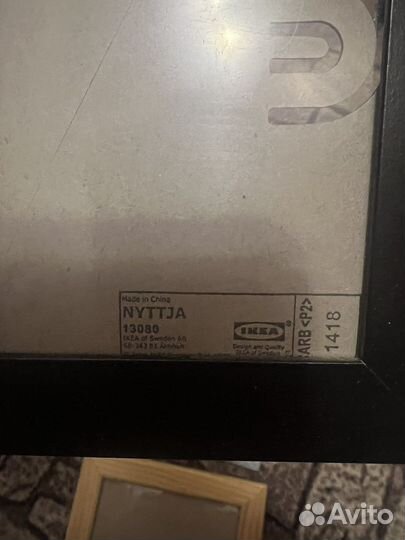 Made in China
NYTTJA
13080
IKEA of Sweden AB
IKEA
Design and Quality
IKEA of Sweden
<P2>
1418
Avito